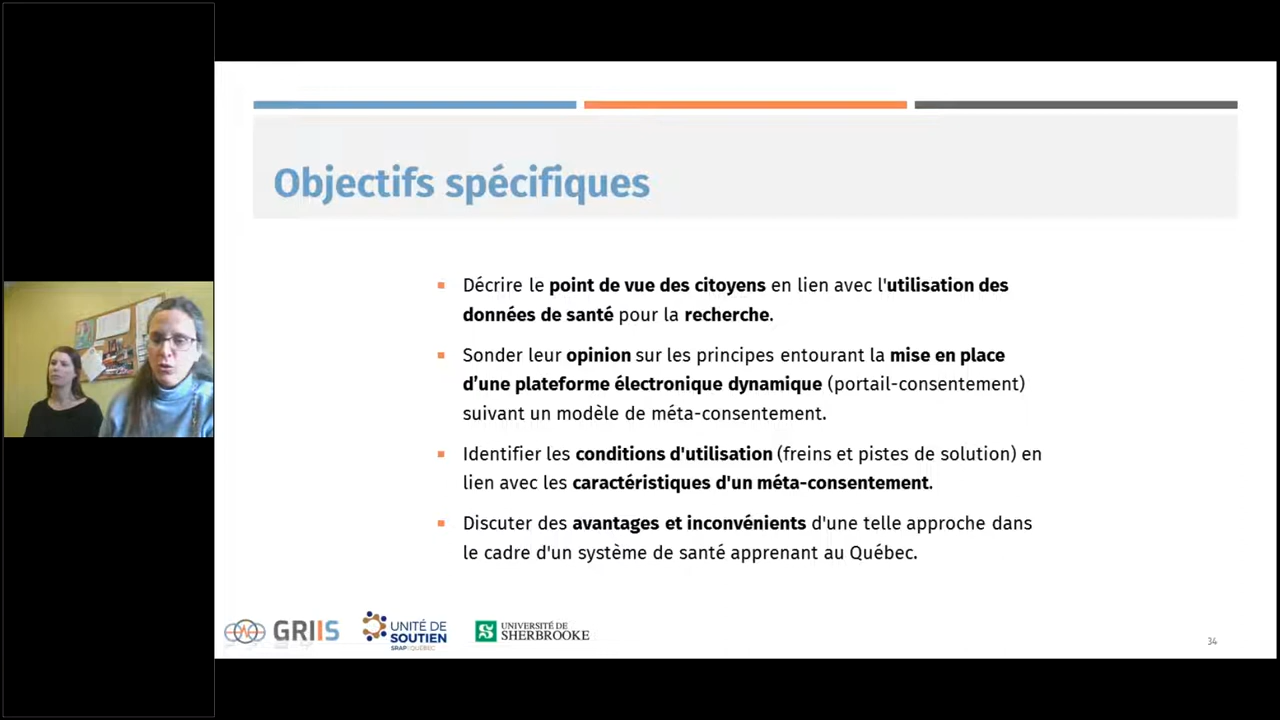 Objectifs spécifiques
Décrire le point de vue des citoyens en lien avec l'utilisation des
données de santé pour la recherche.
Sonder leur opinion sur les principes entourant la mise en place
d’une plateforme électronique dynamique (portail-consentement)
suivant un modèle de méta-consentement.
Identifier les conditions d'utilisation (freins et pistes de solution) en
lien avec les caractéristiques d'un méta-consentement.
Discuter des avantages et inconvénients d'une telle approche dans
le cadre d'un système de santé apprenant au Québec.
GRIIS
UNITÉ DE
SOUTIEN
SRAP QUÉBEC
UNIVERSITÉ DE
SHERBROOKE
34